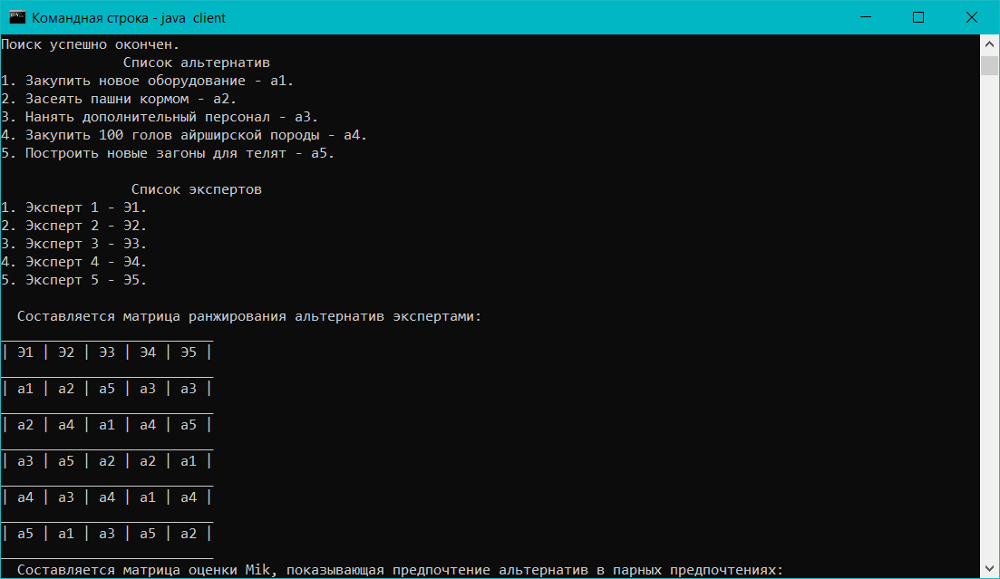 Командная строка - java client
Поиск успешно окончен.
Список альтернатив
1. Закупить новое оборудование - a1.
2. Засеять пашни кормом - a2.
3. Нанять дополнительный персонал - a3.
4. Закупить 100 голов айрширской породы - a4.
5. Построить новые загоны для телят - a5.
Список экспертов
1. Эксперт 1 - Э1.
2. Эксперт 2 - Э2.
3. Эксперт 3 - Э3.
4. Эксперт 4 - Э4.
5. Эксперт 5 - Э5.
Составляется матрица ранжирования альтернатив экспертами:
| Э1 | Э2 | Э3 | Э4 | Э5 |
| a1 | a2 | a5 | a3 | a3 |
| a2 | a4 | a1 | a4 | a5 |
| a3 | a5 | a2 | a2 | a1 |
| a4 | a3 | a4 | a1 | a4 |
| a5 | a1 | a3 | a5 | a2 |
Составляется матрица оценки Mik, показывающая предпочтение альтернатив в парных предпочтениях: